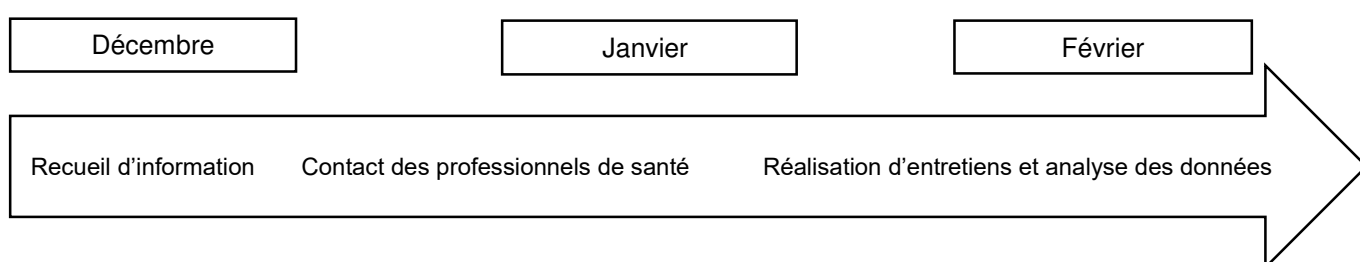 Décembre
Janvier
Février
Recueil d’information
Contact des professionnels de santé
Réalisation d’entretiens et analyse des données